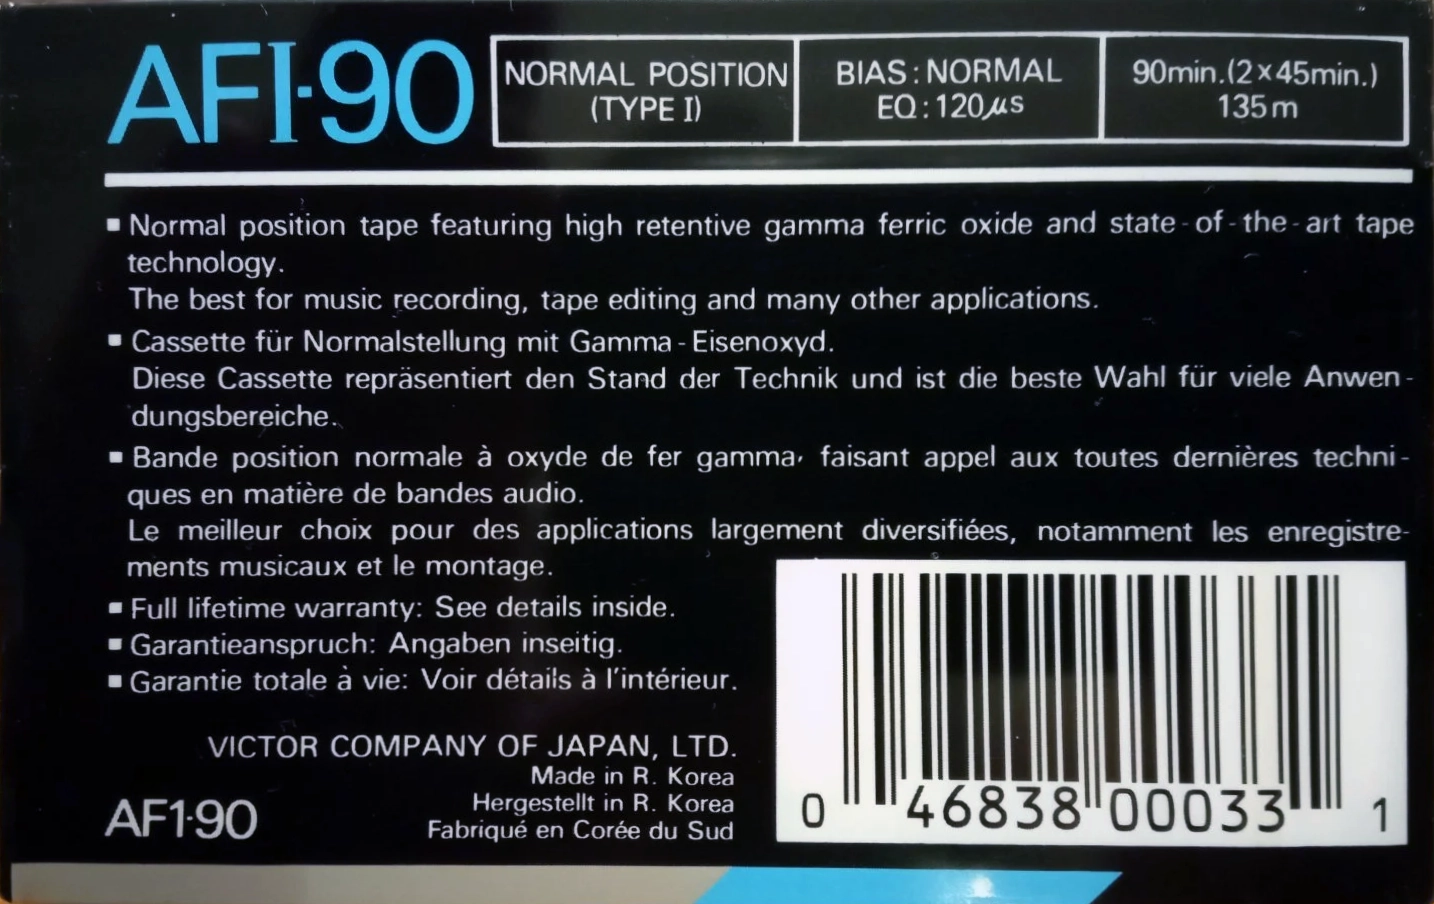 AFI-90
NORMAL POSITION
(TYPE I)
BIAS: NORMAL
EQ: 120μs
90min.(2x45min.)
135m
▪ Normal position tape featuring high retentive gamma ferric oxide and state-of-the-art tape
technology.
The best for music recording, tape editing and many other applications.
▪ Cassette für Normalstellung mit Gamma-Eisenoxyd.
Diese Cassette repräsentiert den Stand der Technik und ist die beste Wahl für viele Anwen-
dungsbereiche.
▪ Bande position normale à oxyde de fer gamma, faisant appel aux toutes dernières techni-
ques en matière de bandes audio.
Le meilleur choix pour des applications largement diversifiées, notamment les enregistre-
ments musicaux et le montage.
▪ Full lifetime warranty: See details inside.
▪ Garantieanspruch: Angaben inseitig.
▪ Garantie totale à vie: Voir détails à l'intérieur.
VICTOR COMPANY OF JAPAN, LTD.
Made in R. Korea
Hergestellt in R. Korea
Fabriqué en Corée du Sud
AF1-90
0 46838 00033 1